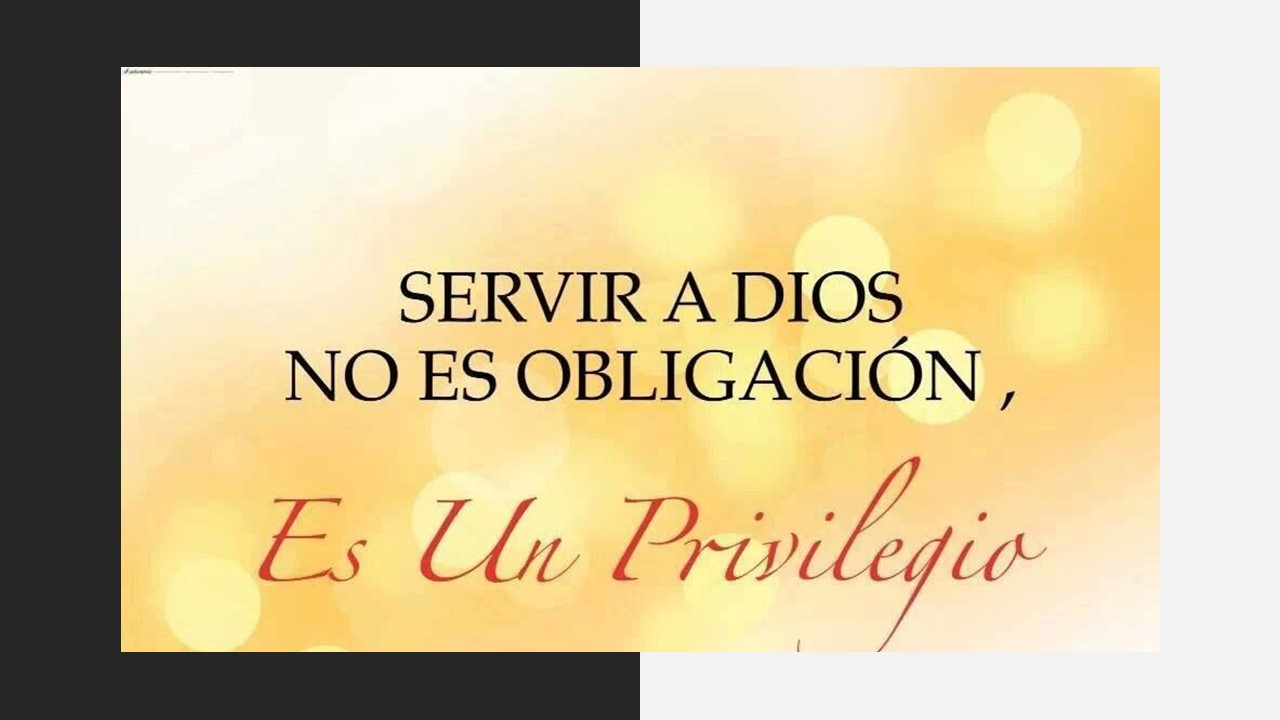 SERVIR A DIOS
NO ES OBLIGACIÓN ,
Es Un Privilegio